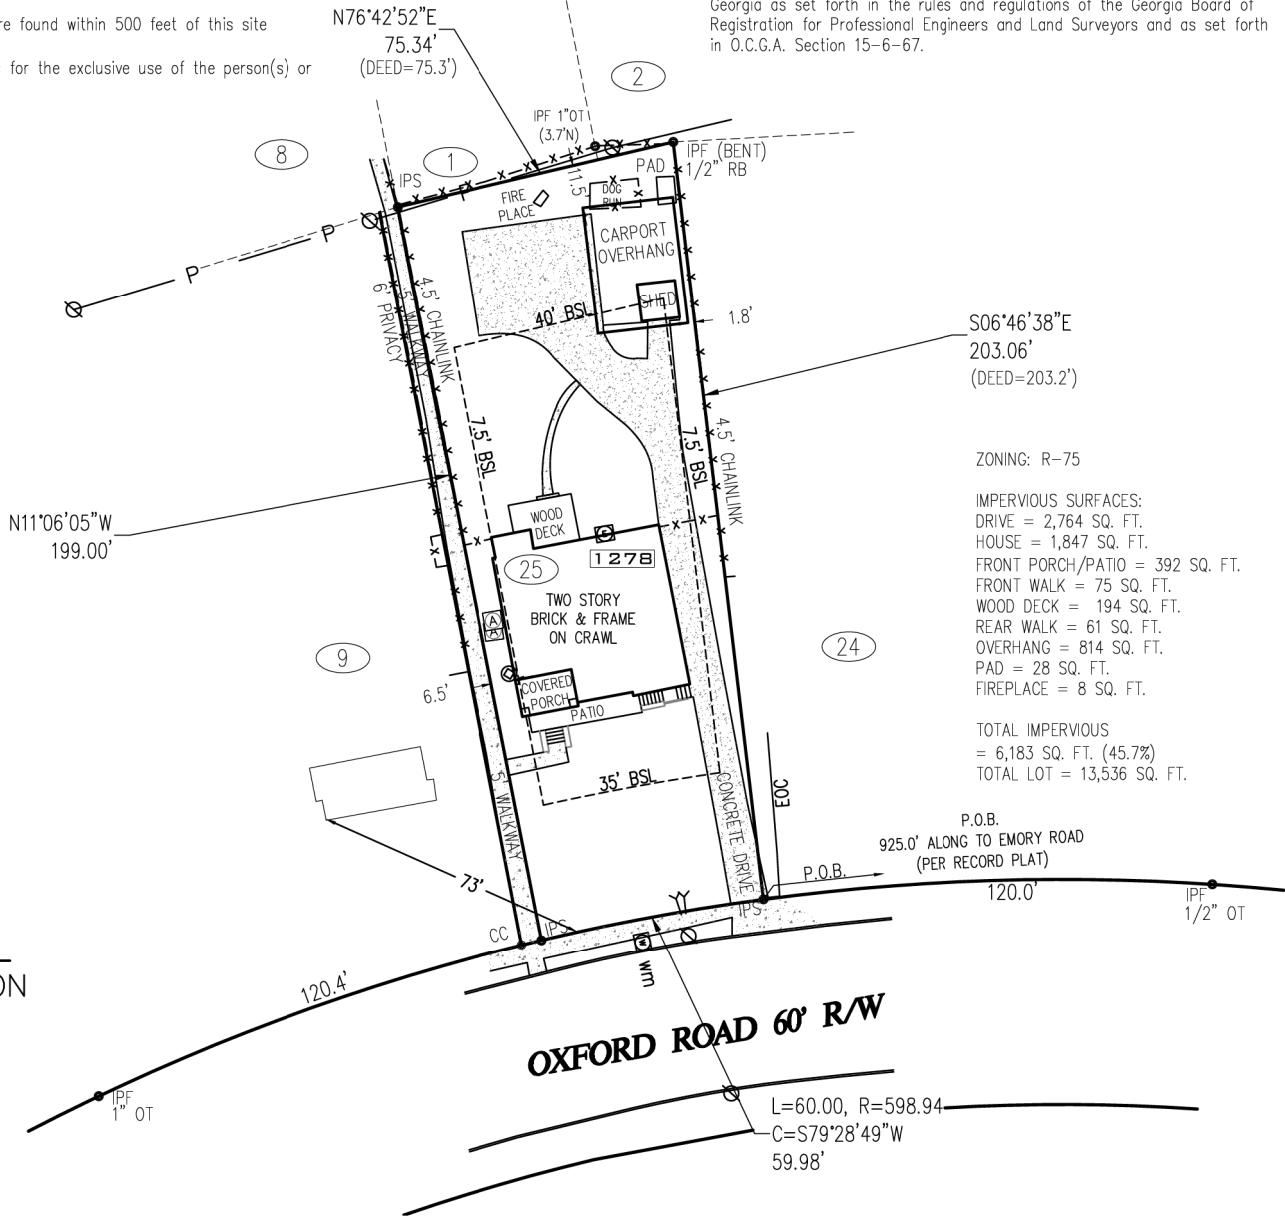 re found within 500 feet of this site
for the exclusive use of the person(s) or
Georgia as set forth in the rules and regulations of the Georgia Board of
Registration for Professional Engineers and Land Surveyors and as set forth
in O.C.G.A. Section 15-6-67.
N76°42'52"E
75.34'
(DEED=75.3')
2
IPF 1"OT
(3.7'N)
8
1
IPS
PAD
IPF (BENT)
1/2" RB
11.5'
DOG
RUN
FIRE
PLACE
CARPORT
OVERHANG
P
P
SHED
40' BSL
1.8'
4.5' CHAINLINK
5' WALKWAY
6' PRIVACY
S06°46'38"E
203.06'
(DEED=203.2')
7.5' BSL
7.5' BSL
4.5' CHAINLINK
N11°06'05"W
199.00'
WOOD
DECK
E
1278
25
TWO STORY
BRICK & FRAME
ON CRAWL
A
A
9
24
6.5'
COVERED
PORCH
PATIO
ZONING: R-75
IMPERVIOUS SURFACES:
DRIVE = 2,764 SQ. FT.
HOUSE = 1,847 SQ. FT.
FRONT PORCH/PATIO = 392 SQ. FT.
FRONT WALK = 75 SQ. FT.
WOOD DECK = 194 SQ. FT.
REAR WALK = 61 SQ. FT.
OVERHANG = 814 SQ. FT.
PAD = 28 SQ. FT.
FIREPLACE = 8 SQ. FT.
TOTAL IMPERVIOUS
= 6,183 SQ. FT. (45.7%)
TOTAL LOT = 13,536 SQ. FT.
35' BSL
5' WALKWAY
CONCRETE DRIVE
EOC
P.O.B.
925.0' ALONG TO EMORY ROAD
(PER RECORD PLAT)
P.O.B.
120.0'
IPF
1/2" OT
73'
CC
IPS
IPS
W
wm
ON
120.4'
OXFORD ROAD 60' R/W
IPF
1" OT
L=60.00, R=598.94
C=S79°28'49"W
59.98'